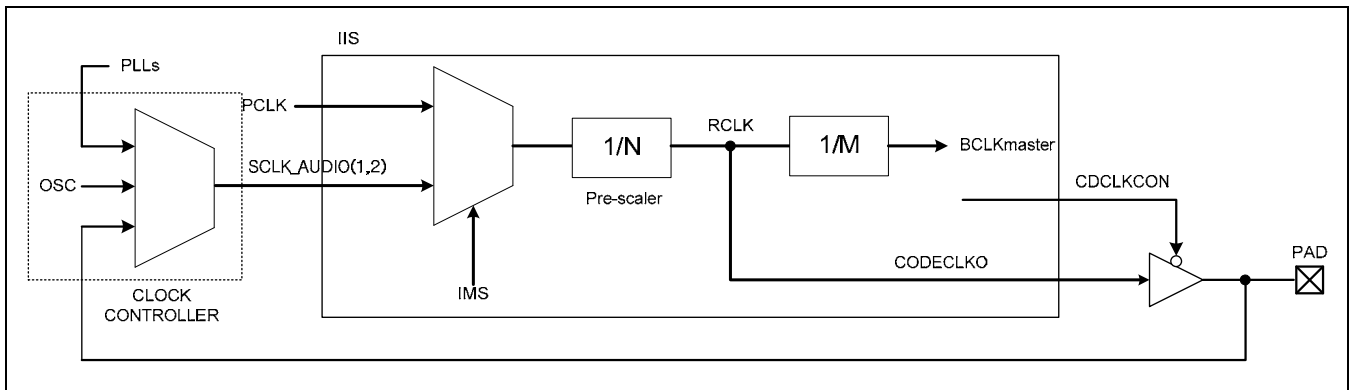 IIS
PLLs
PCLK
RCLK
1/N
1/M
BCLKmaster
SCLK_AUDIO(1,2)
OSC
Pre-scaler
CDCLKCON
PAD
CODECLKO
IMS
CLOCK
CONTROLLER